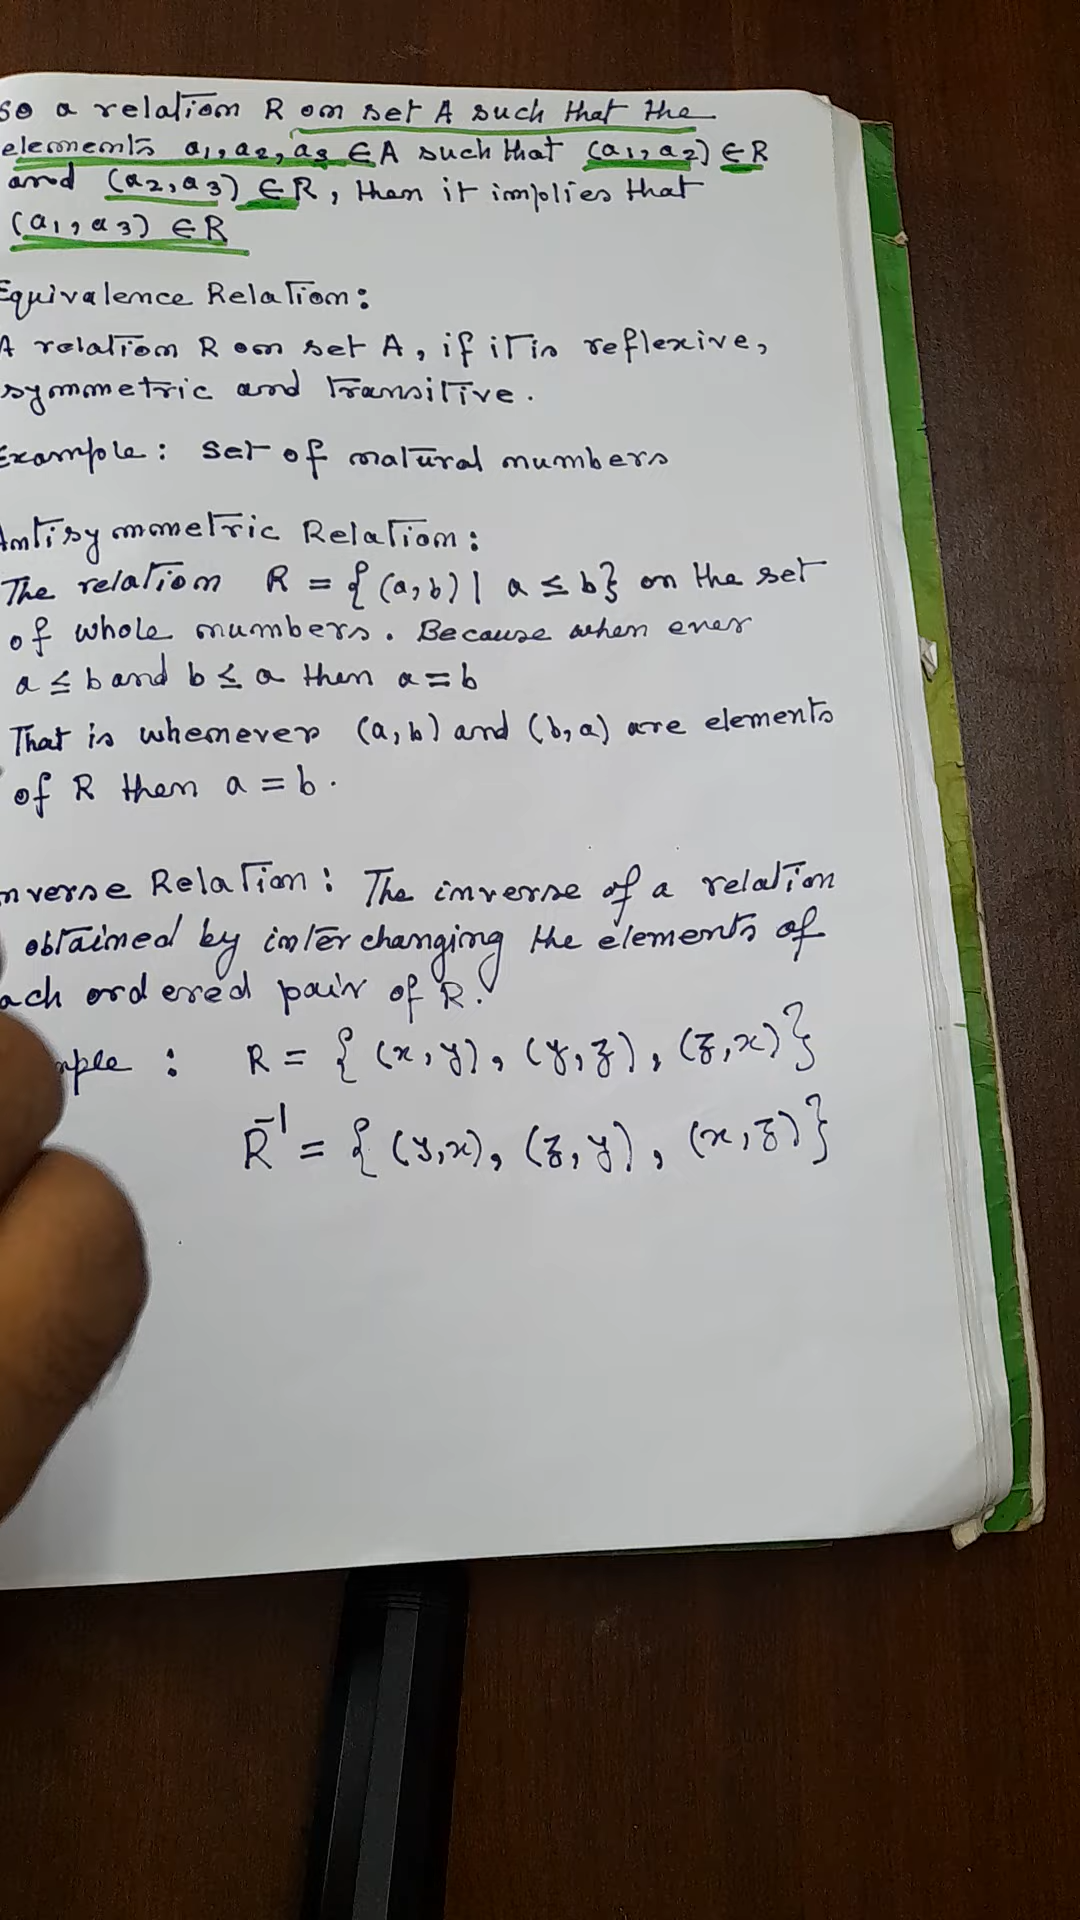 so a relation R on set A such that the
elements a1, a2, a3 ∈ A such that (a1, a2) ∈ R
and (a2, a3) ∈ R, then it implies that
(a1, a3) ∈ R
Equivalence Relation:
A relation R on set A, if it is reflexive,
symmetric and transitive.
Example: set of natural numbers
Antisymmetric Relation:
The relation R = {(a,b) | a ≤ b} on the set
of whole numbers. Because when ever
a ≤ b and b ≤ a then a = b
That is whenever (a,b) and (b,a) are elements
of R then a = b.
nverse Relation: The inverse of a relation
obtained by interchanging the elements of
ach ordered pair of R.
mple : R = { (x,y), (y,z), (z,x) }
R⁻¹ = { (y,x), (z,y), (x,z) }